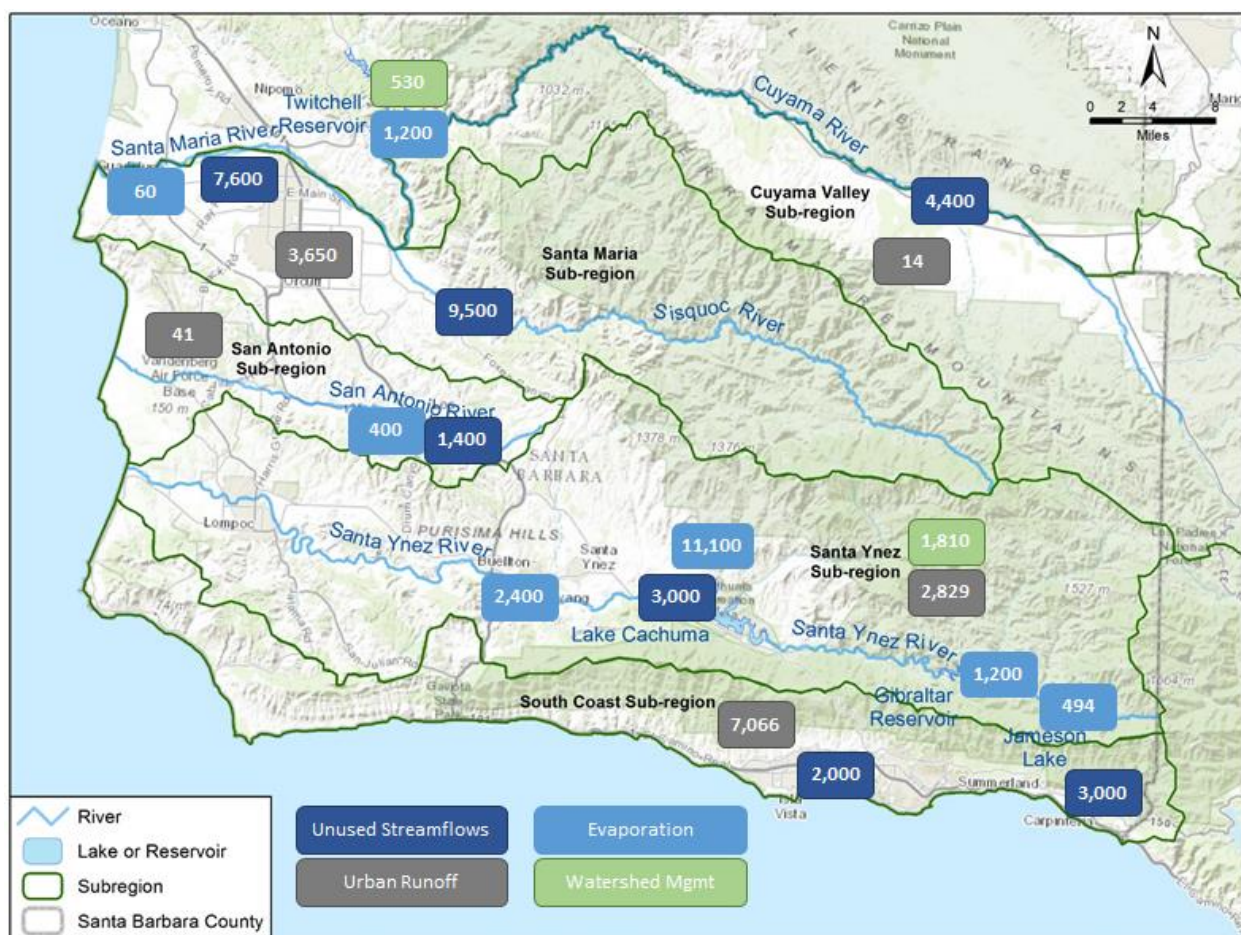 Oceano
Carrizo Plain
National
Monument
N
530
Nipomo
1032 m
Cuyama River
Twitchell
Reservoir
1,200
0 2 4 8
Miles
Santa Maria River
60
7,600
E Main St
Cuyama Valley
Sub-region
4,400
3,650
Santa Maria
Sub-region
14
9,500
Sisquoc River
41
San Antonio
Sub-region
Vandenberg
Air Force
Base
150 m
San Antonio River
400
1,400
1378 m
1376 m
SANTA
BARBARA
Lompoc
PURISIMA HILLS
Santa Ynez River
Buellton
Santa
Ynez
11,100
Santa Ynez
Sub-region
1,810
2,829
1527 m
2,400
3,000
Lake Cachuma
Santa Ynez River
1,200
494
South Coast Sub-region
Gibraltar
Reservoir
7,066
Jameson
Lake
2,000
Summerland
3,000
Isla
Vista
Carpinteria
River
Lake or Reservoir
Subregion
Santa Barbara County
Unused Streamflows
Evaporation
Urban Runoff
Watershed Mgmt